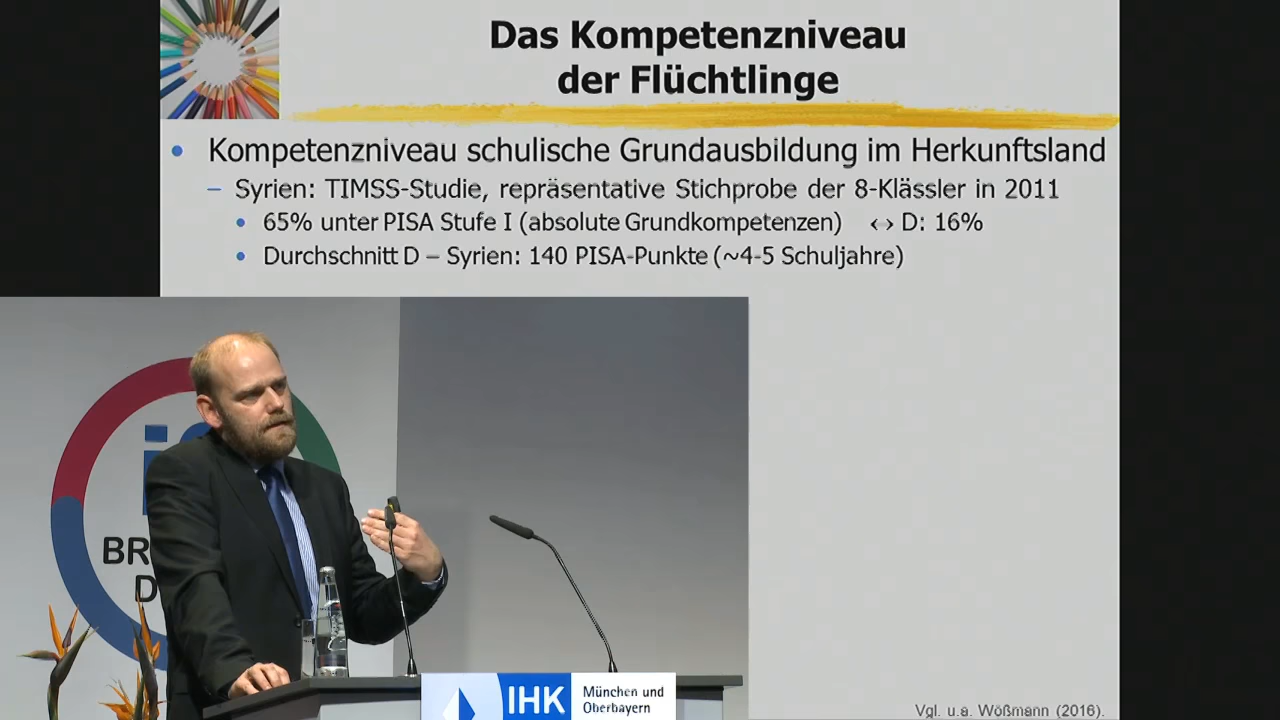 Das Kompetenzniveau
der Flüchtlinge
• Kompetenzniveau schulische Grundausbildung im Herkunftsland
– Syrien: TIMSS-Studie, repräsentative Stichprobe der 8-Klässler in 2011
• 65% unter PISA Stufe I (absolute Grundkompetenzen) ↔ D: 16%
• Durchschnitt D – Syrien: 140 PISA-Punkte (~4-5 Schuljahre)
BR
D
IHK
München und
Oberbayern
Vgl. u.a. Wößmann (2016).